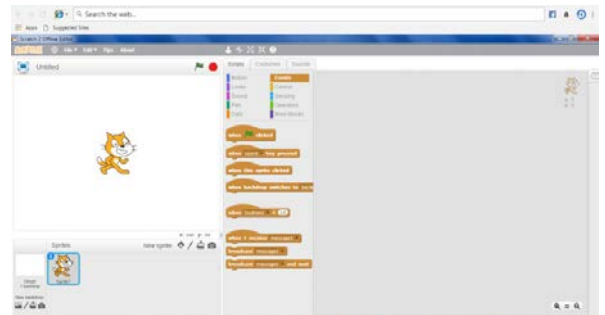 Search the web...
Apps Suggested Sites
Scratch 2 Offline Editor
SCRATCH File Edit Tips About
Untitled
Scripts Costumes Sounds
Motion Events
Looks Control
Sound Sensing
Pen Operators
Data More Blocks
when clicked
when space key pressed
when this sprite clicked
when backdrop switches to
when loudness > 10
when I receive message1
broadcast message1
broadcast message1 and wait
Sprites New sprite:
Stage
Sprite1
New backdrop